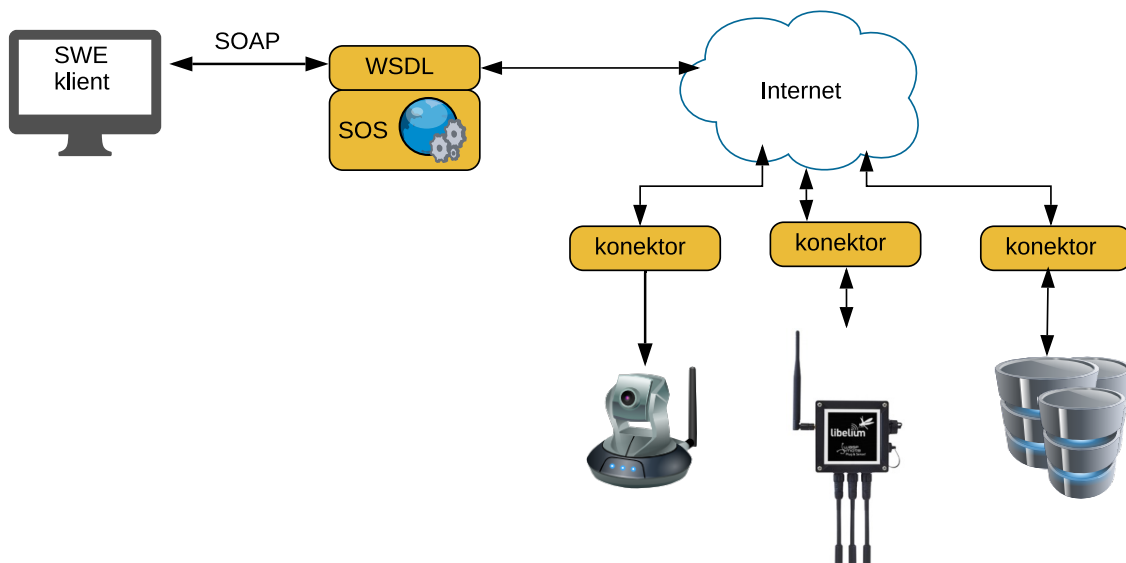 SWE
klient
SOAP
WSDL
SOS
Internet
konektor
konektor
konektor
libelium